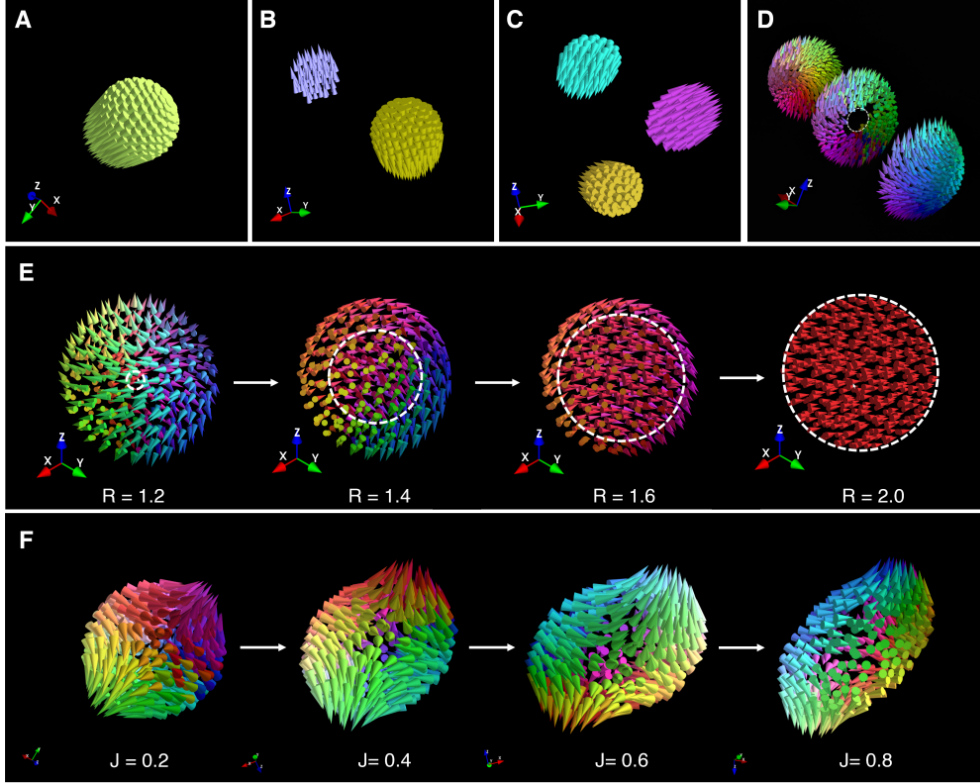 A
B
C
D
Z
X
Y
Z
X
Y
Z
Y
X
X
Z
E
Z
X
Y
Z
X
Y
Z
X
Y
Z
X
Y
R = 1.2
R = 1.4
R = 1.6
R = 2.0
F
J = 0.2
J= 0.4
J= 0.6
J= 0.8